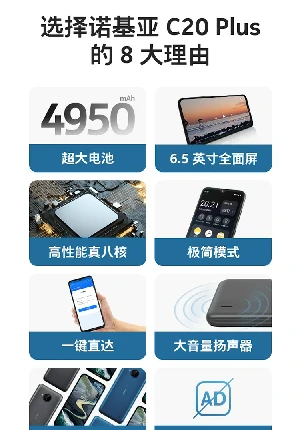 选择诺基亚 C20 Plus
的 8 大理由
mAh
4950
超大电池
6.5 英寸全面屏
高性能真八核
极简模式
一键直达
大音量扬声器
AD